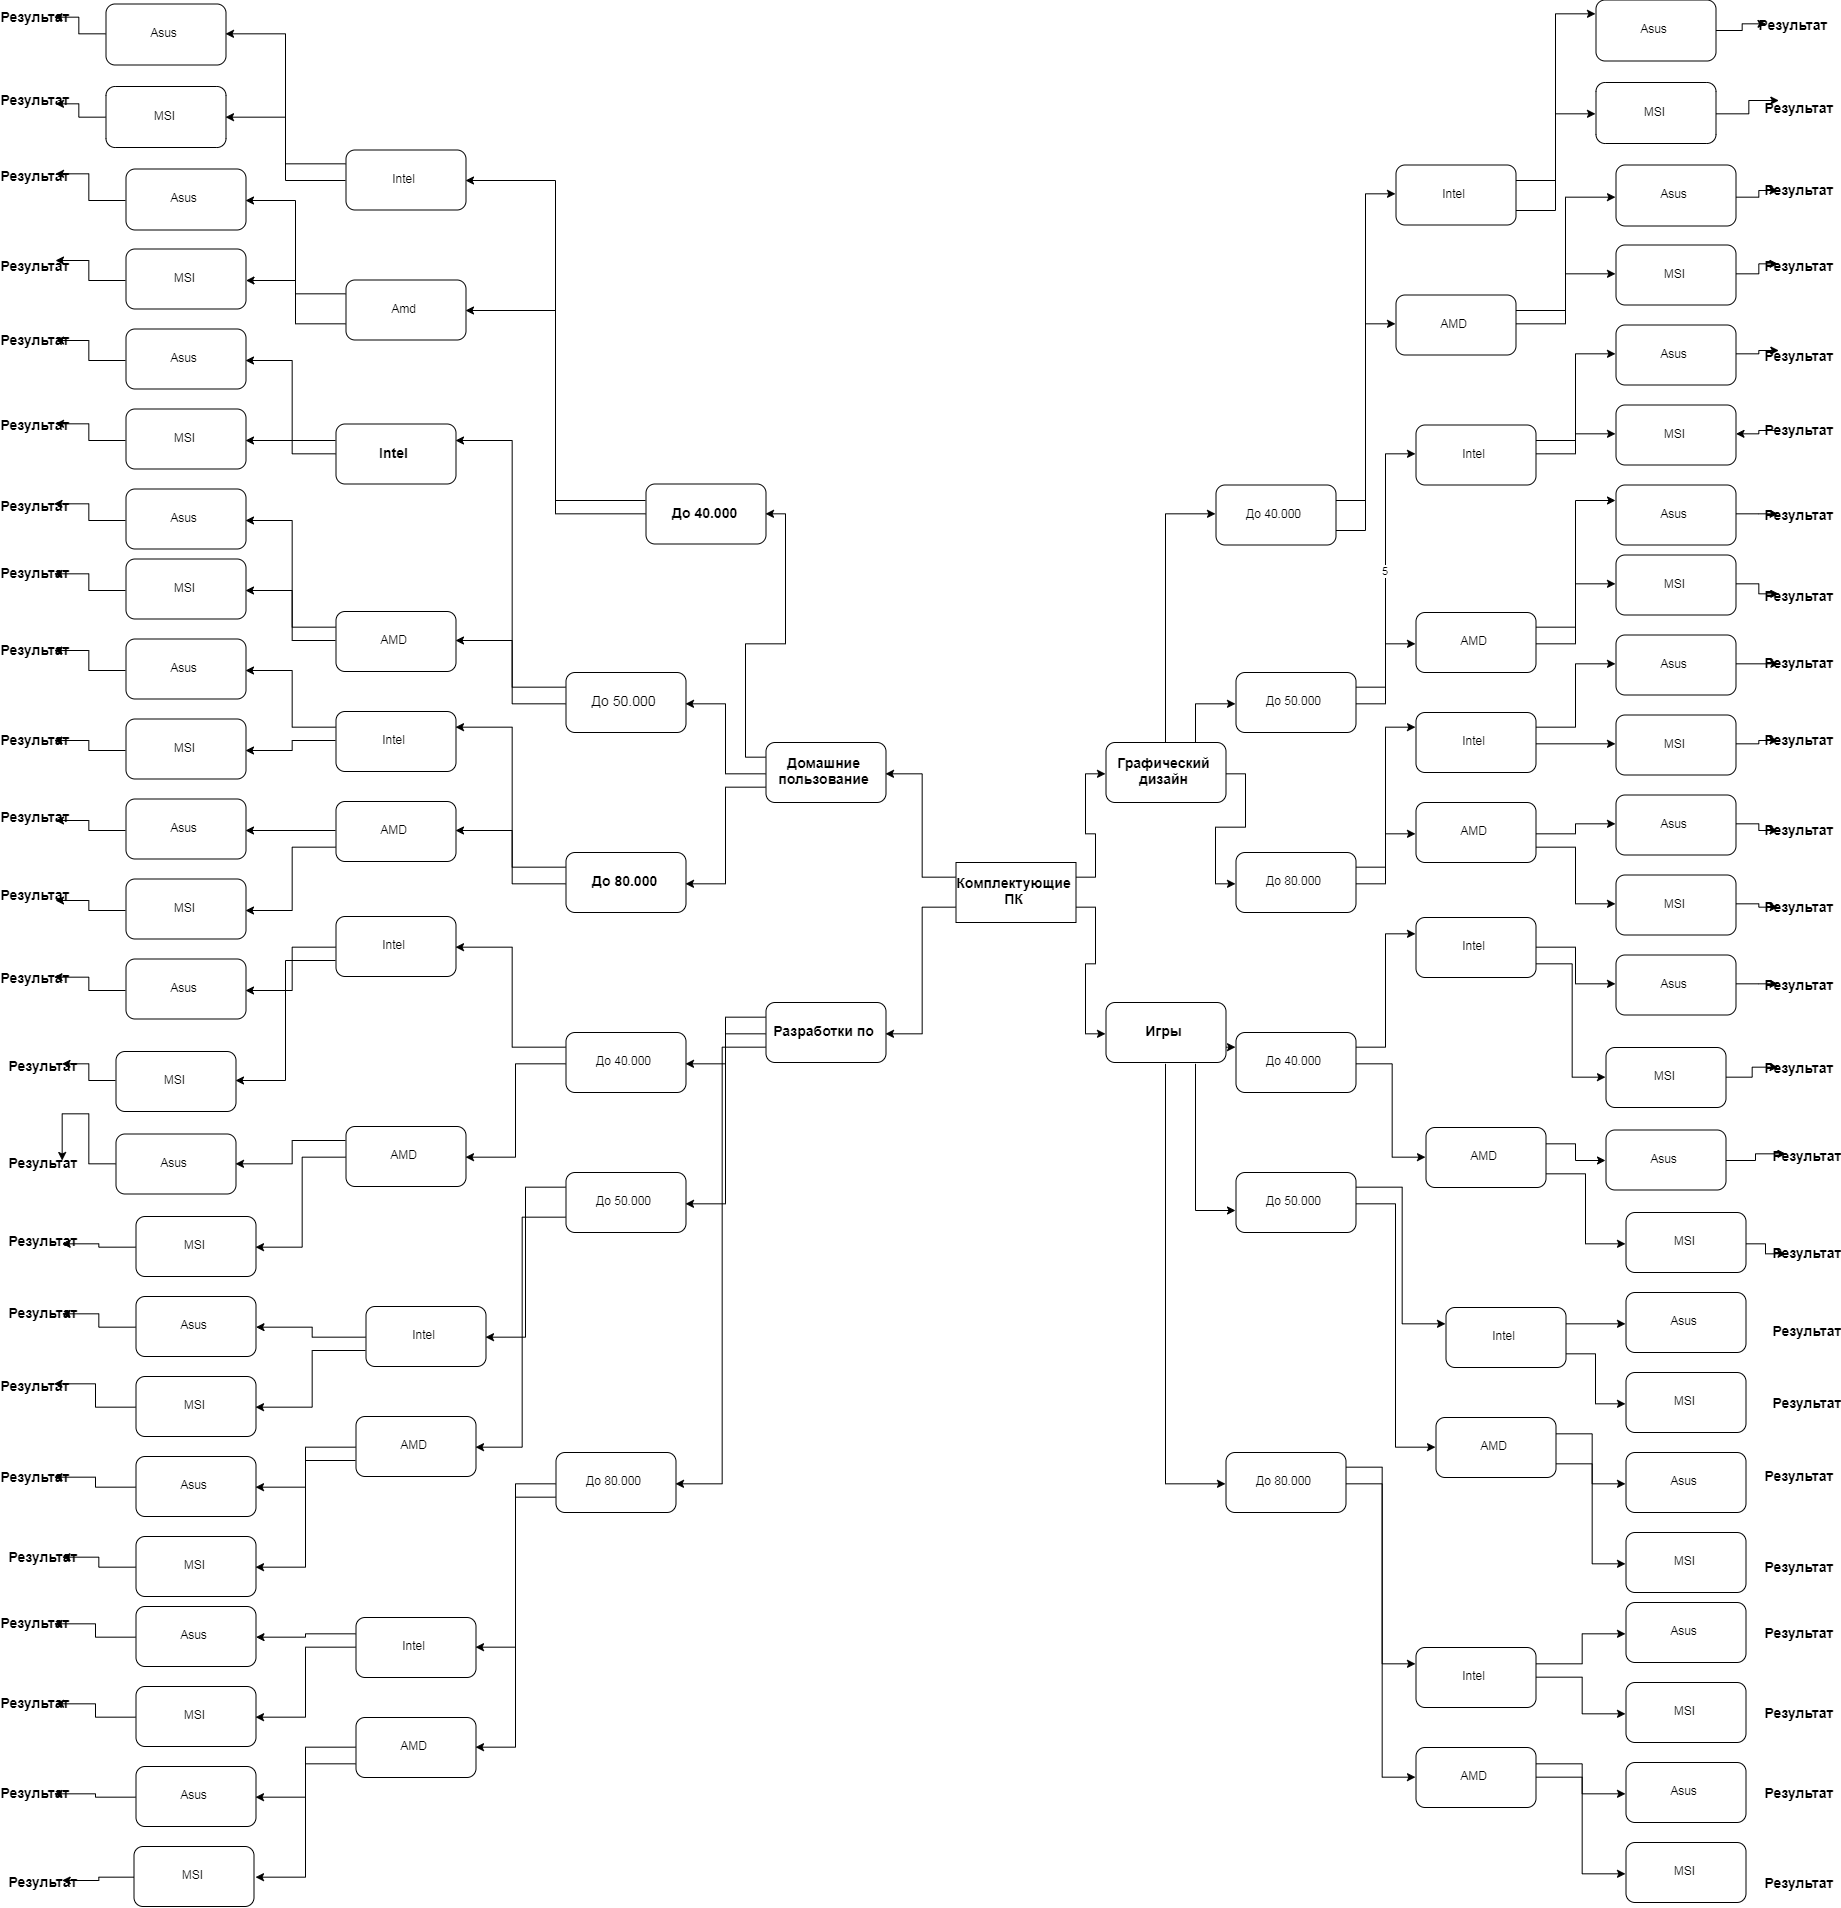 Результат
Asus
Asus
Результат
Результат
MSI
MSI
Результат
Результат
Asus
Intel
Intel
Asus
Результат
Результат
MSI
Amd
AMD
MSI
Результат
Результат
Asus
Asus
Результат
Результат
MSI
Intel
Intel
MSI
Результат
Результат
Asus
До 40.000
До 40.000
Asus
Результат
5
Результат
MSI
MSI
Результат
AMD
AMD
Результат
Asus
Asus
Результат
До 50.000
До 50.000
Результат
MSI
Intel
Intel
MSI
Результат
Домашние
пользование
Графический
дизайн
Результат
Asus
AMD
AMD
Asus
Результат
До 80.000
До 80.000
Комплектующие
ПК
Результат
MSI
MSI
Результат
Intel
Intel
Результат
Asus
Asus
Результат
Разработки по
Игры
До 40.000
До 40.000
Результат
MSI
MSI
Результат
Результат
Asus
AMD
AMD
Asus
Результат
До 50.000
До 50.000
Результат
MSI
MSI
Результат
Результат
Asus
Intel
Intel
Asus
Результат
Результат
MSI
MSI
Результат
AMD
AMD
Результат
Asus
До 80.000
До 80.000
Asus
Результат
Результат
MSI
MSI
Результат
Результат
Asus
Intel
Asus
Результат
Intel
Результат
MSI
MSI
Результат
AMD
AMD
Результат
Asus
Asus
Результат
Результат
MSI
MSI
Результат